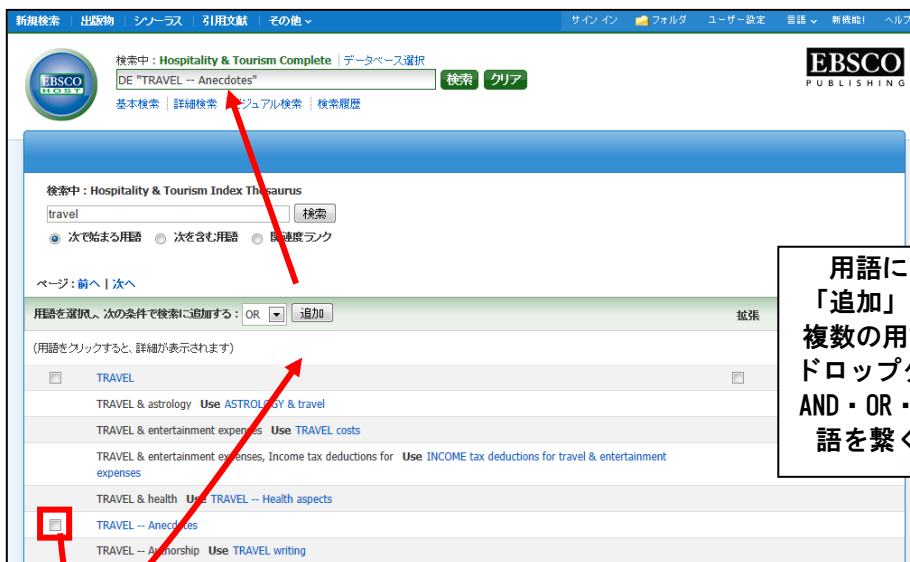 新規検索 出版物 シソーラス 引用文献 その他 サインイン フォルダ ユーザー設定 言語 新機能! ヘルプ
検索中：Hospitality & Tourism Complete データベース選択
EBSCO HOST
DE "TRAVEL -- Anecdotes" 検索 クリア
EBSCO
PUBLISHING
基本検索 詳細検索 ビジュアル検索 検索履歴
検索中：Hospitality & Tourism Index Thesaurus
travel 検索
次で始まる用語 次を含む用語 関連度ランク
ページ：前へ | 次へ
用語を選択し、次の条件で検索に追加する： OR 追加 拡張
(用語をクリックすると、詳細が表示されます)
TRAVEL
TRAVEL & astrology Use ASTROLOGY & travel
TRAVEL & entertainment expenses Use TRAVEL costs
TRAVEL & entertainment expenses, Income tax deductions for Use INCOME tax deductions for travel & entertainment
expenses
TRAVEL & health Use TRAVEL -- Health aspects
TRAVEL -- Anecdotes
TRAVEL -- Authorship Use TRAVEL writing
用語に
「追加」
複数の用
ドロップ
AND・OR・
語を繋ぐ